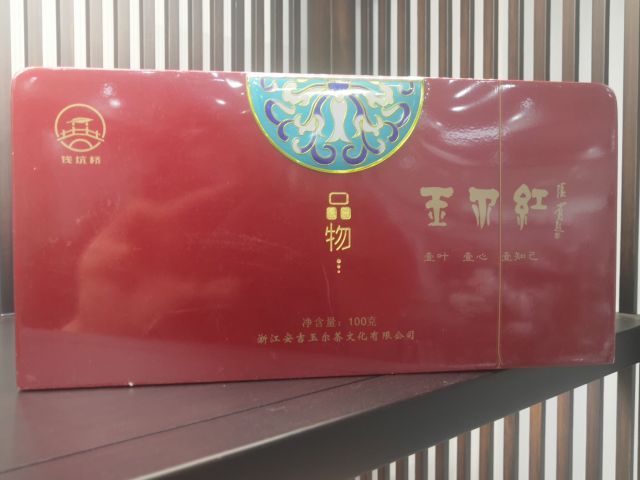 钱坑桥
品物
玉尔红
壹叶 壹心 壹知己
净含量：100克
浙江安吉玉尔茶文化有限公司